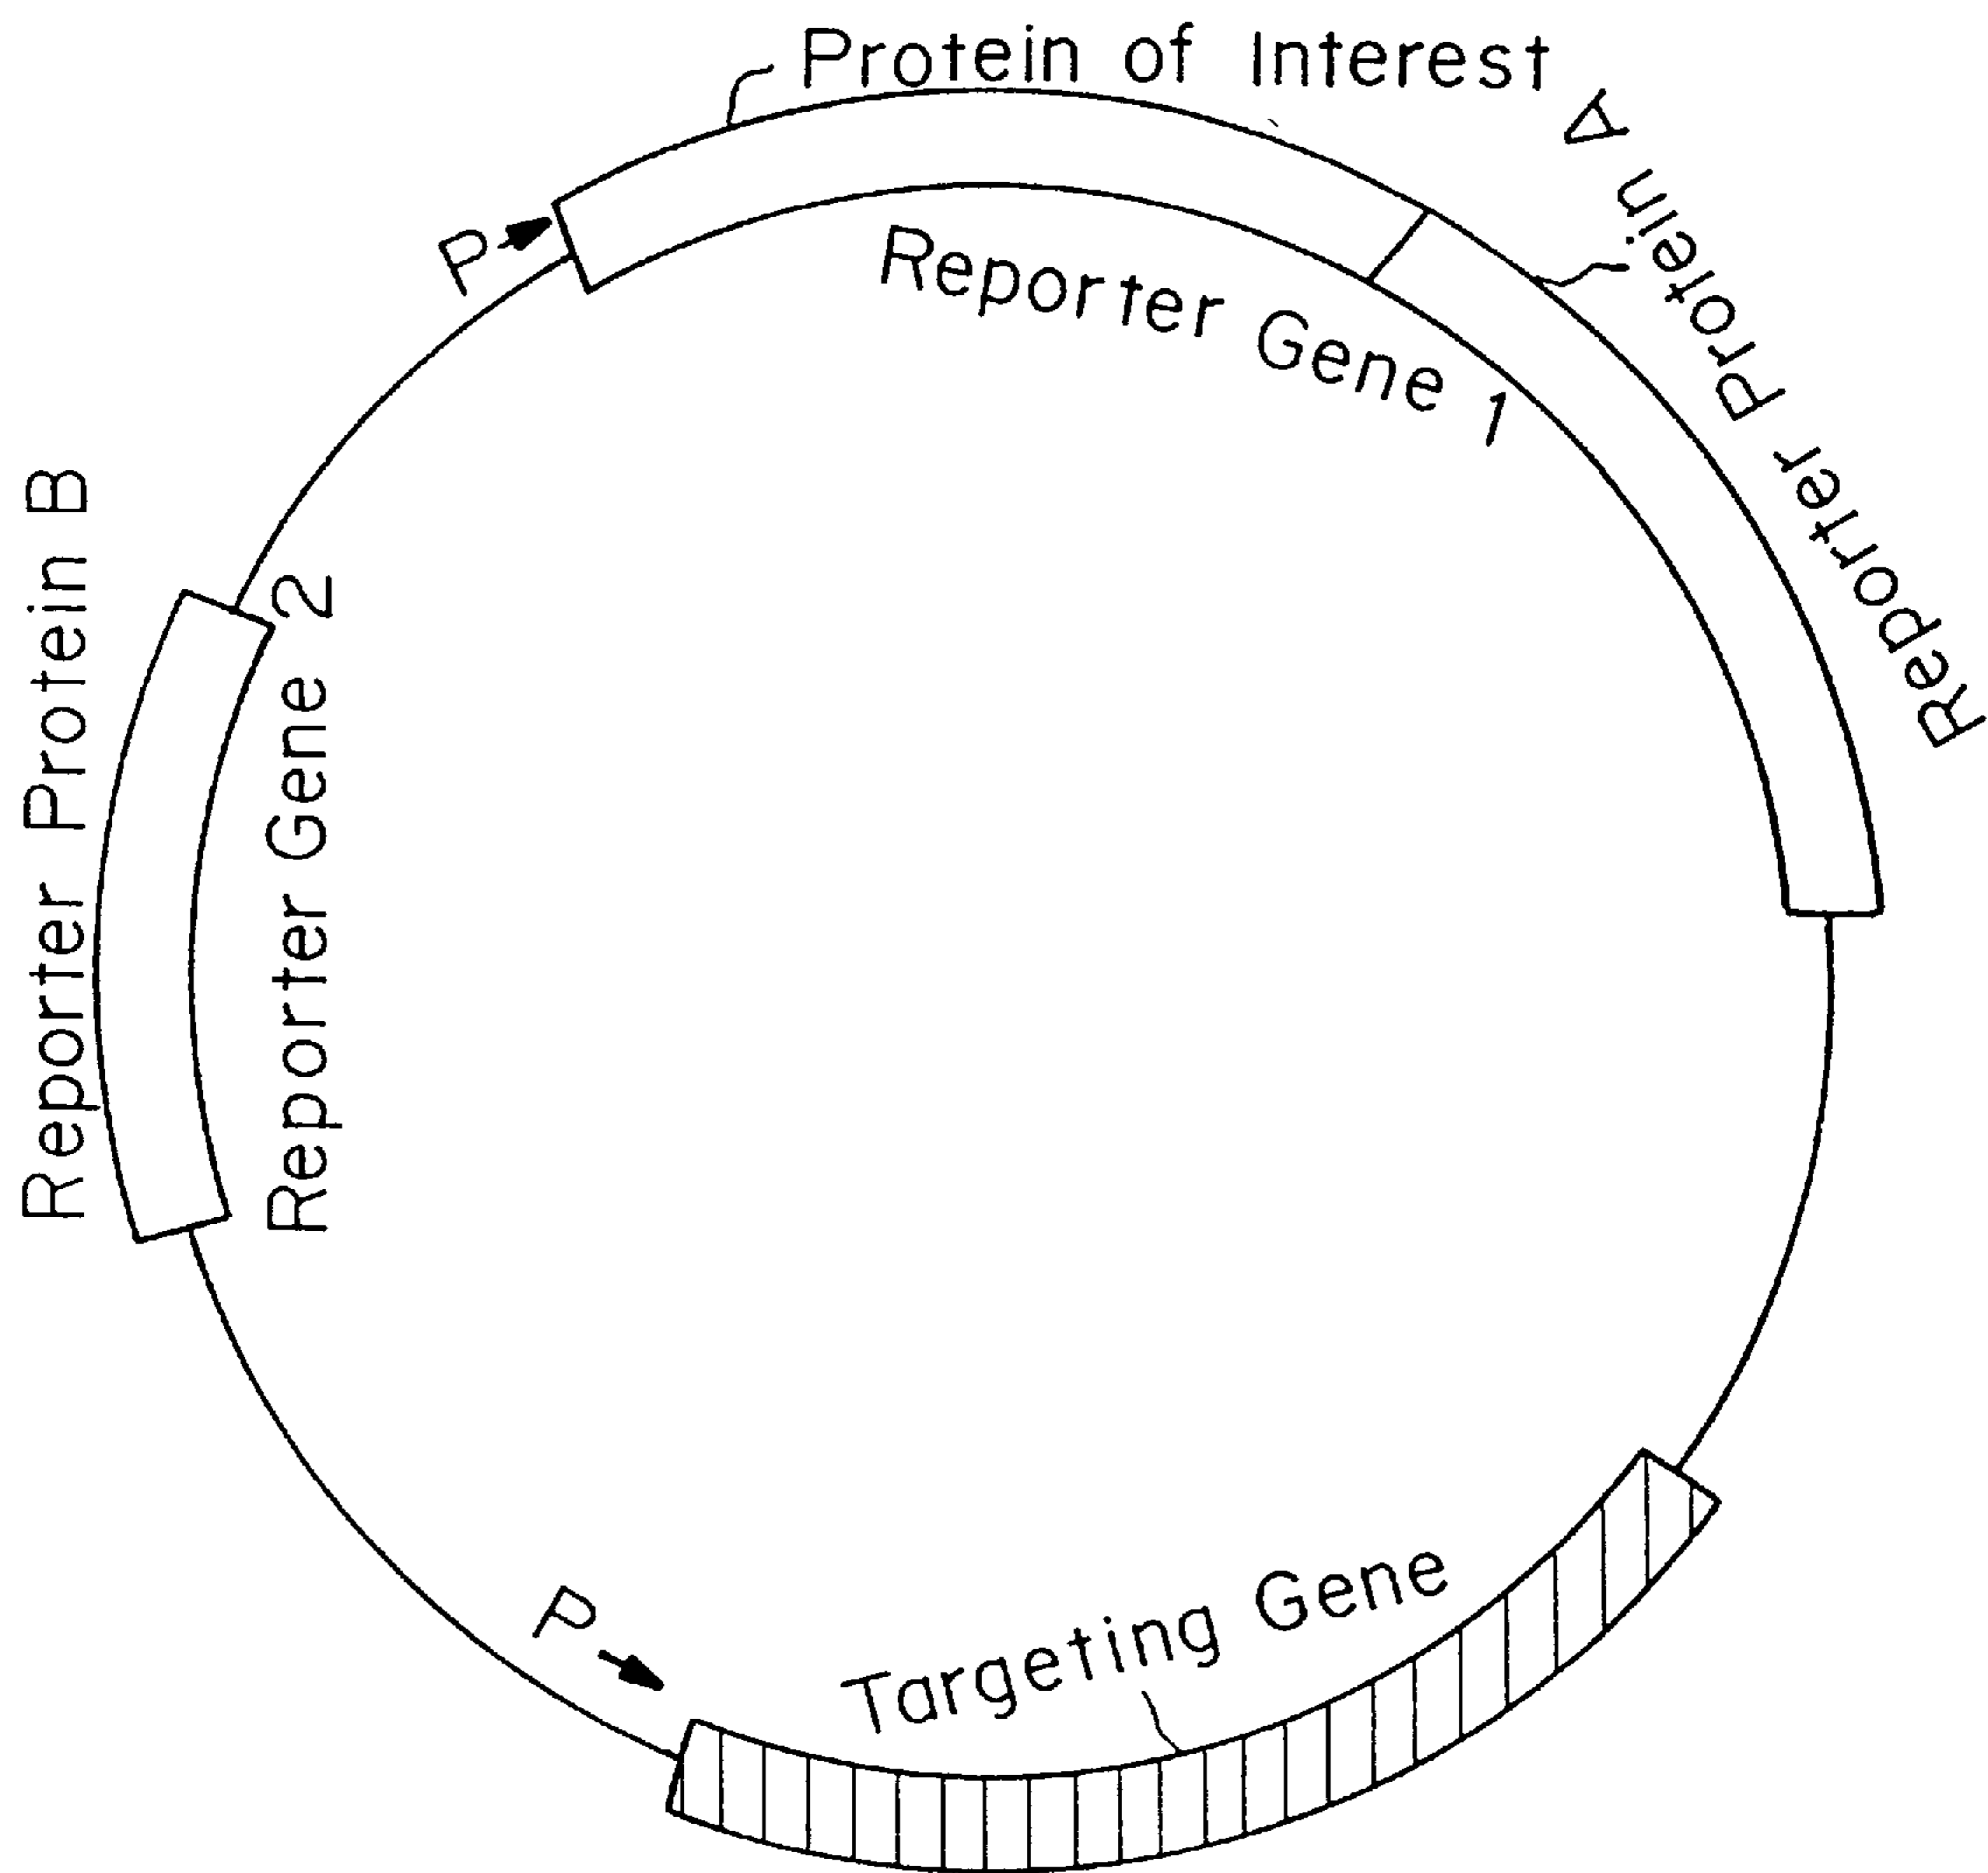 Protein of Interest
Reporter Protein A
P
Reporter Gene 1
Reporter Protein B
Reporter Gene 2
P
Targeting Gene